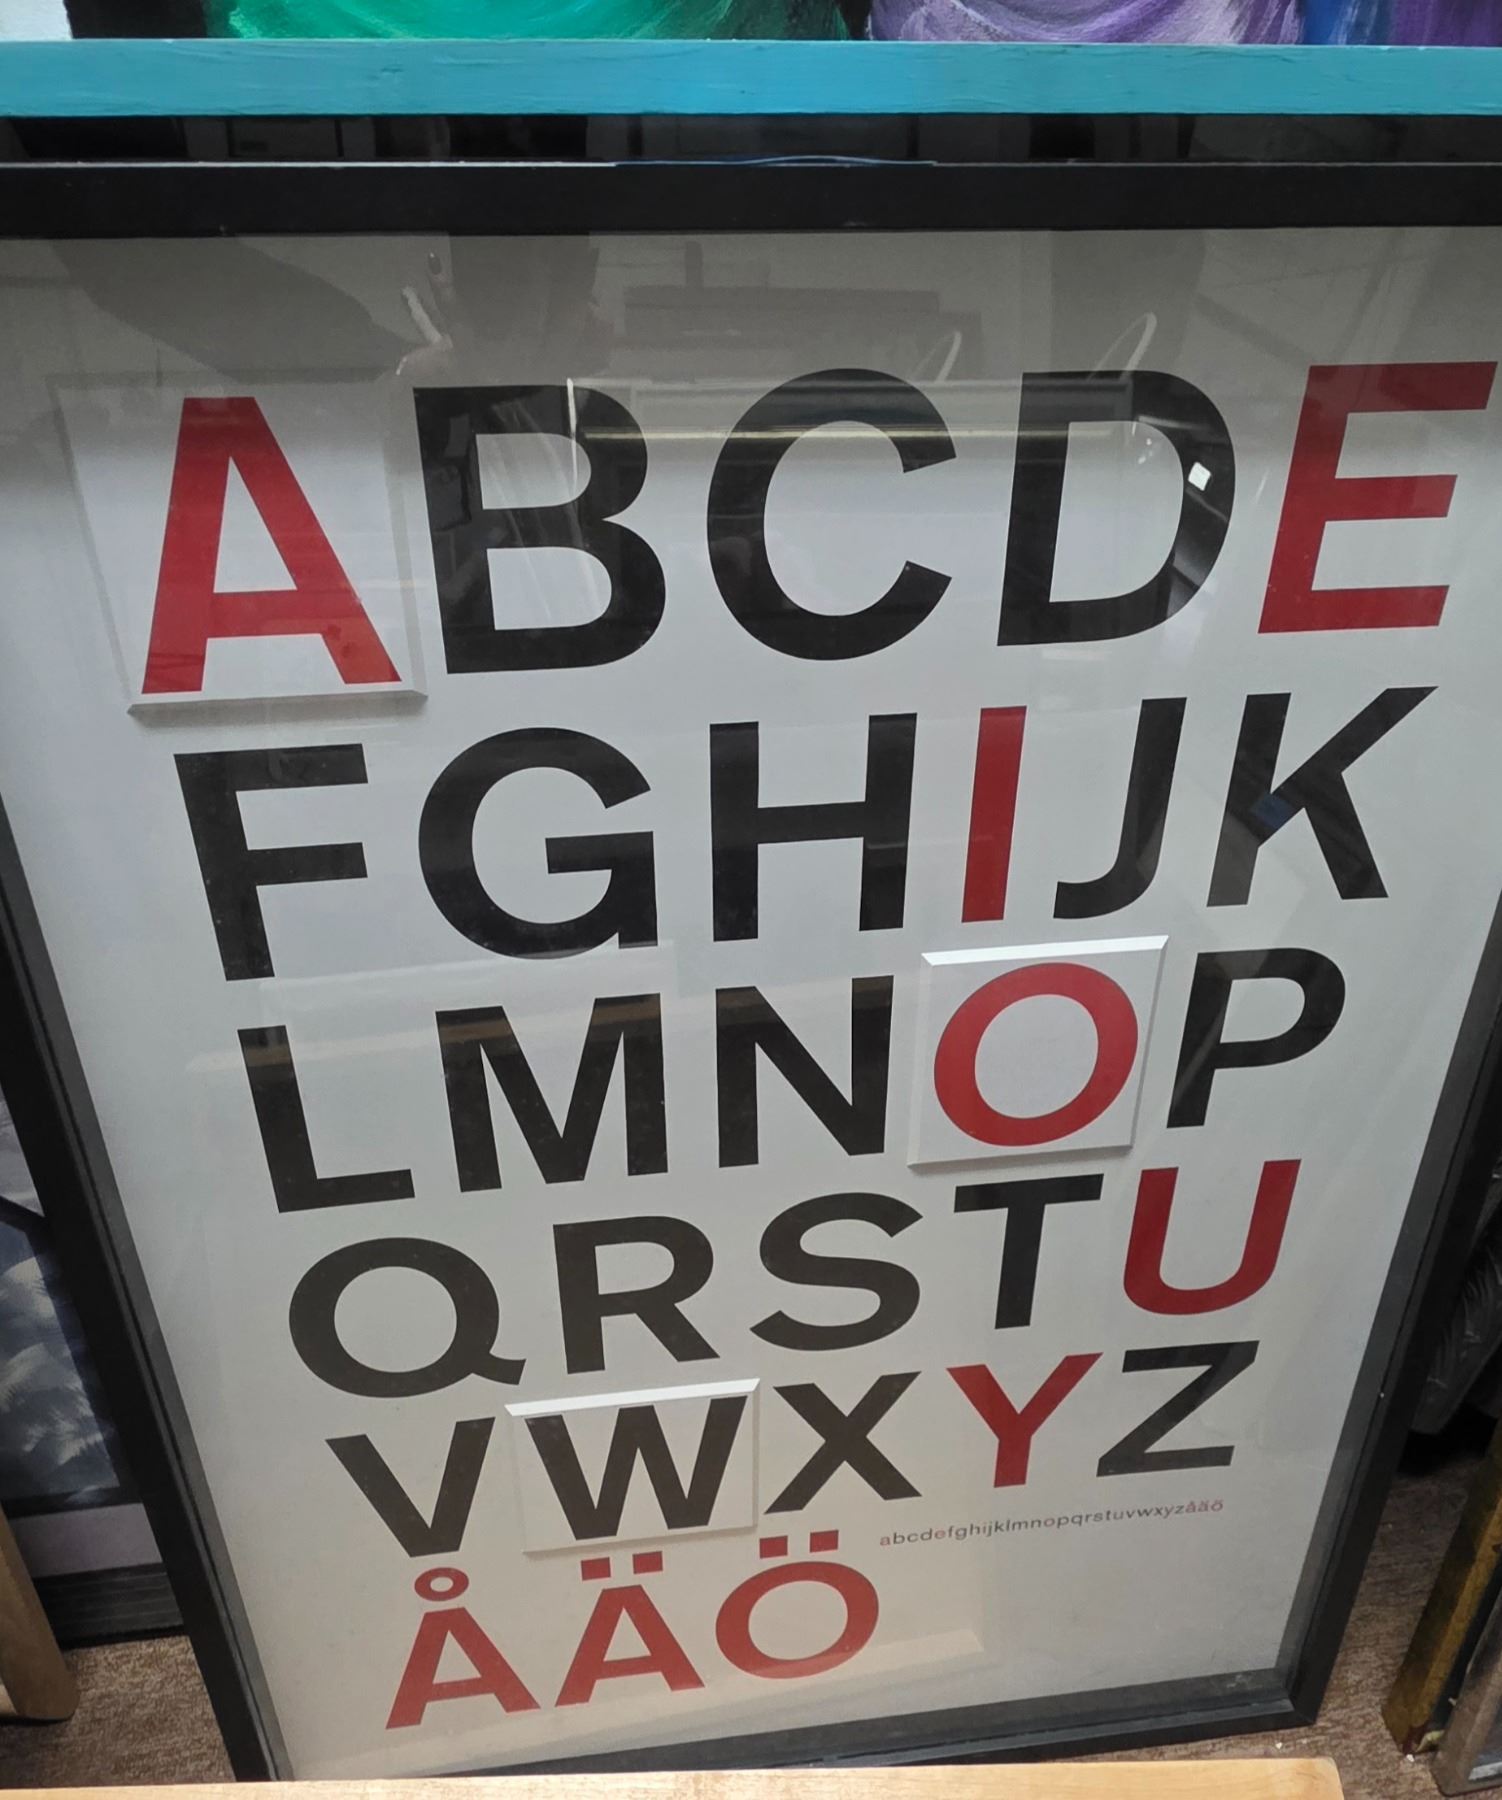 ABCDE
FGHIJK
LMNOP
QRSTU
VWXYZ
abcdefghijklmnopqrstuvwxyzåäö
ÅÄÖ